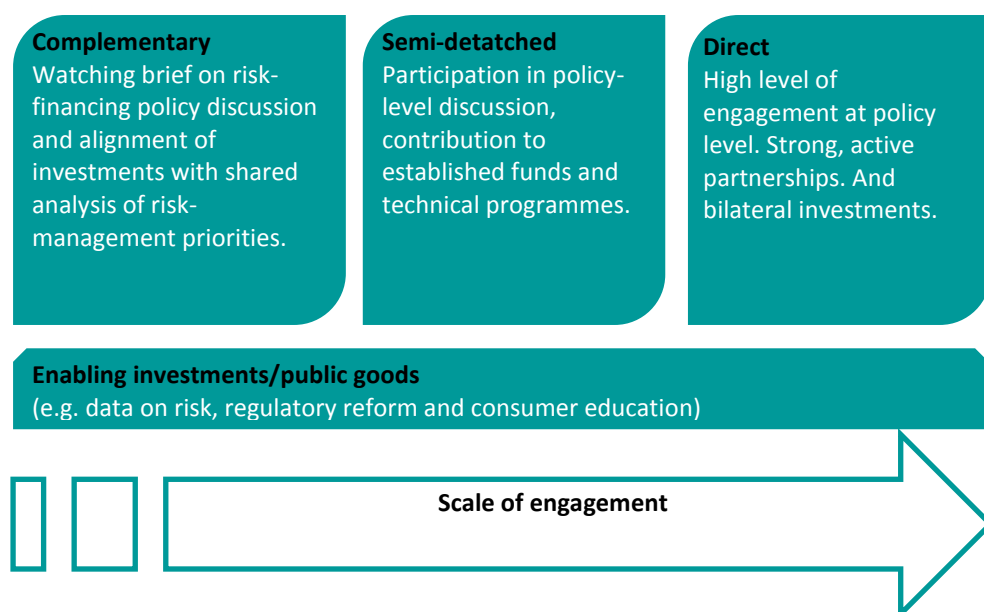 Complementary
Watching brief on risk-
financing policy discussion
and alignment of
investments with shared
analysis of risk-
management priorities.
Semi-detatched
Participation in policy-
level discussion,
contribution to
established funds and
technical programmes.
Direct
High level of
engagement at policy
level. Strong, active
partnerships. And
bilateral investments.
Enabling investments/public goods
(e.g. data on risk, regulatory reform and consumer education)
Scale of engagement